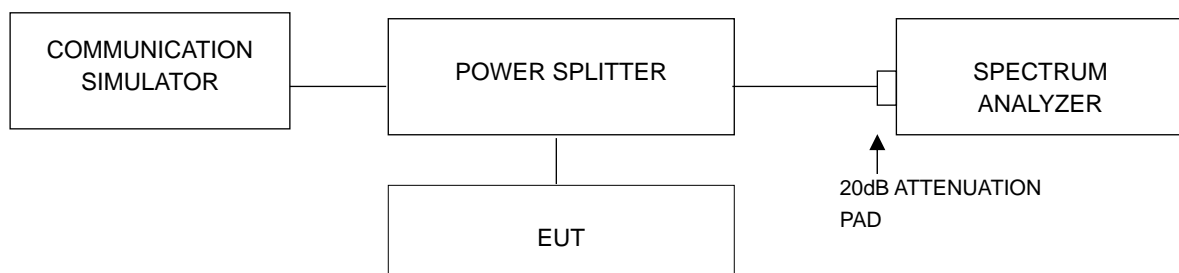 COMMUNICATION
SIMULATOR
POWER SPLITTER
SPECTRUM
ANALYZER
20dB ATTENUATION
PAD
EUT